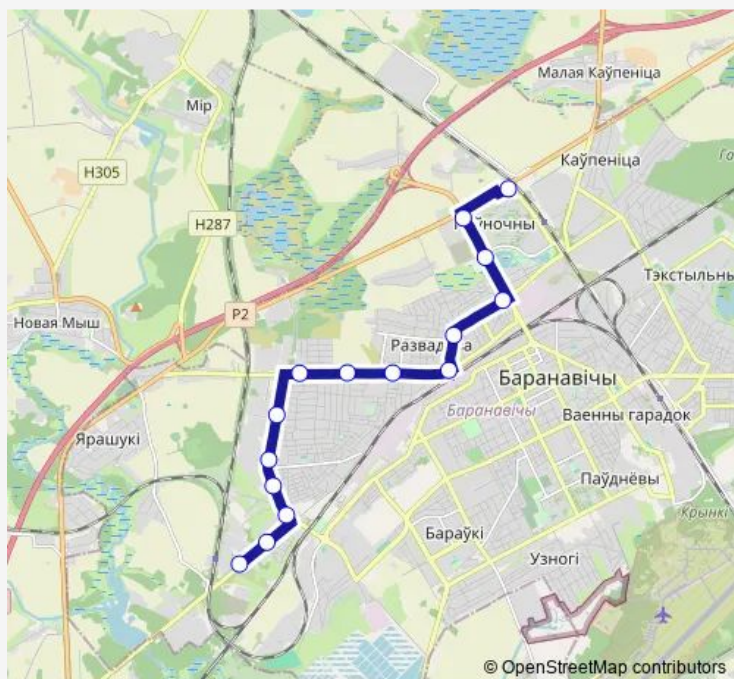 Малая Каўпеніца
Мір
Каўпеніца
H305
H287
Тэкстыльны
P2
Новая Мыш
Баранавічы
Баранавічы
Ваенны гарадок
Ярашукі
Паўднёвы
Крынкі
Бараўкі
Узногі
© OpenStreetMap contributors